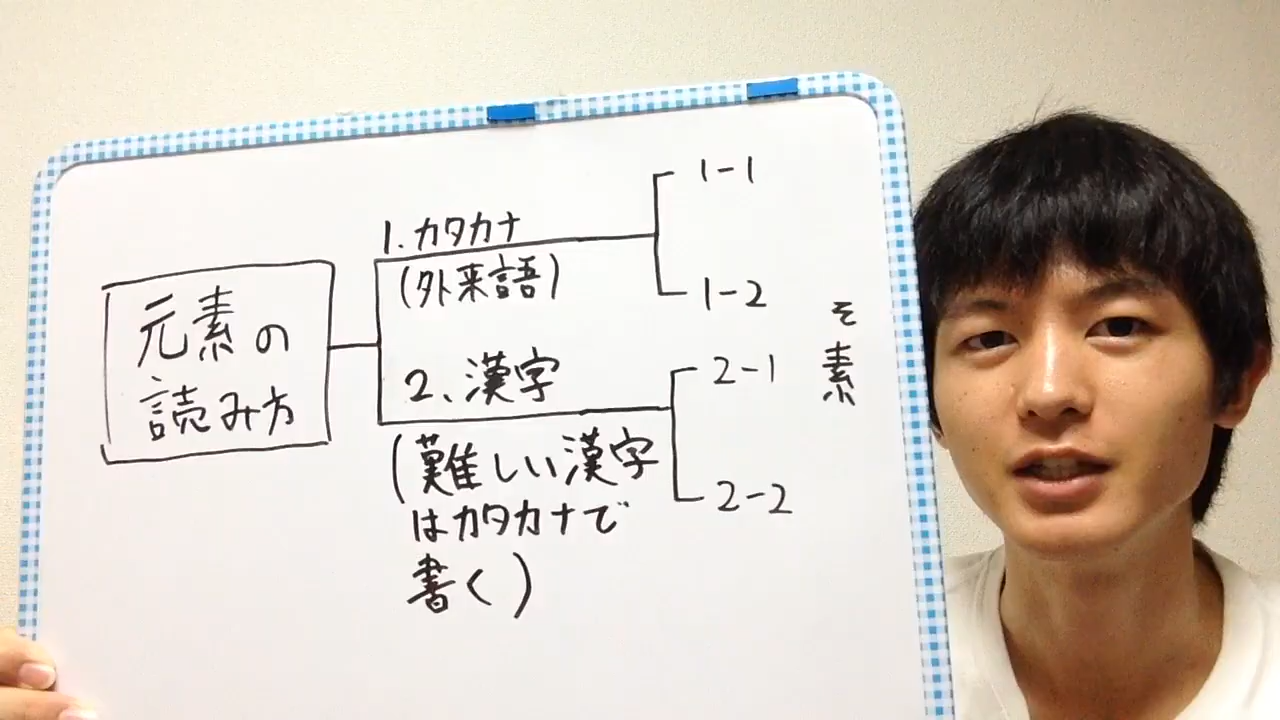 元素の
読み方
1.カタカナ
(外来語)
1-1
1-2
2、漢字
(難しい漢字
はカタカナで
書く)
2-1
2-2
そ
素